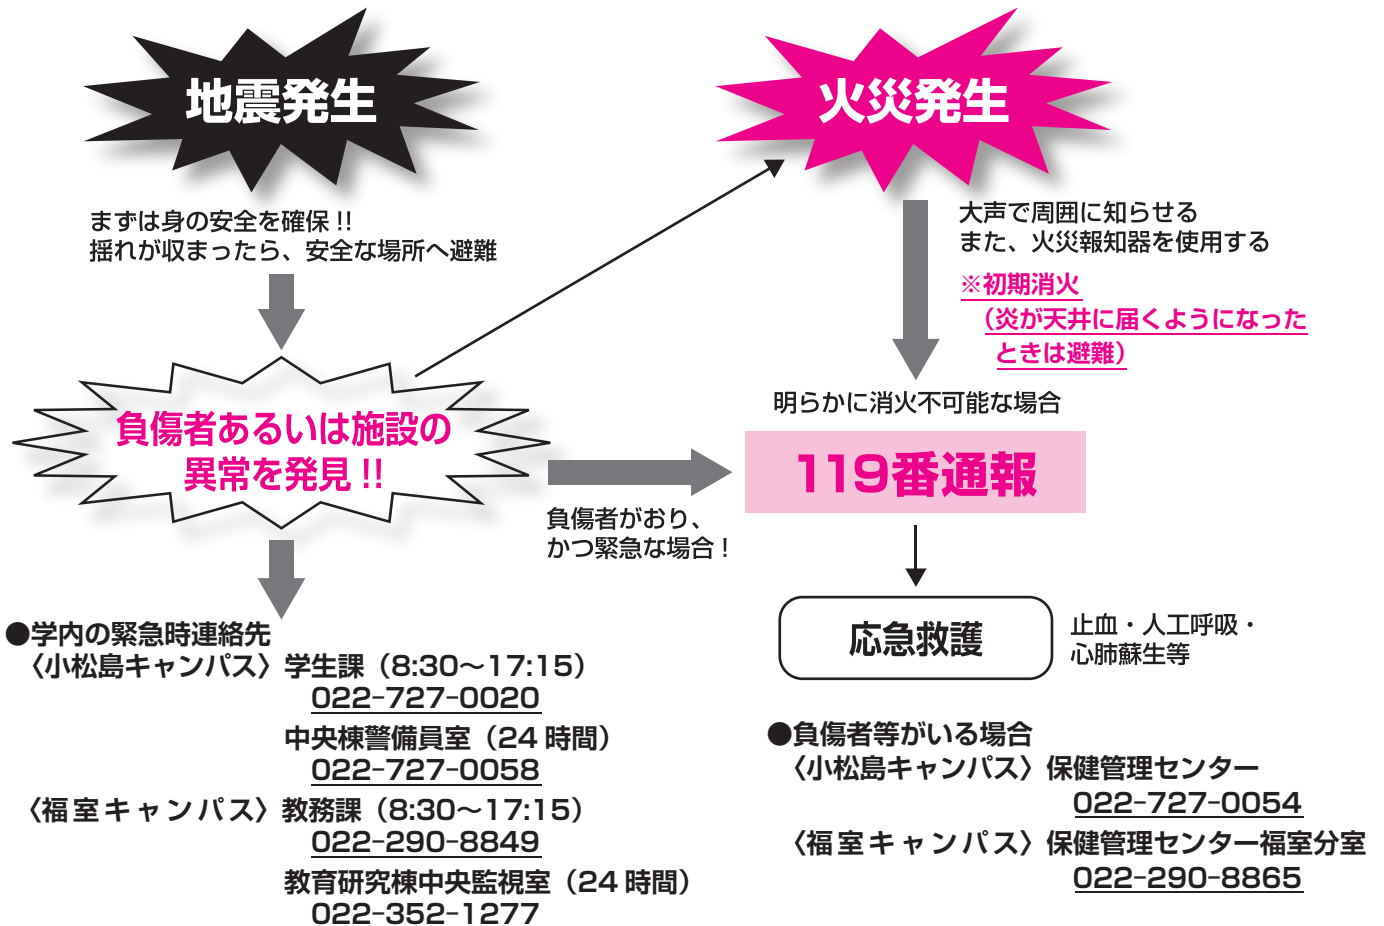 地震発生
まずは身の安全を確保!!
揺れが収まったら、安全な場所へ避難
負傷者あるいは施設の
異常を発見!!
●学内の緊急時連絡先
〈小松島キャンパス〉学生課（8:30～17:15）
022-727-0020
中央棟警備員室（24時間）
022-727-0058
〈福室キャンパス〉教務課（8:30～17:15）
022-290-8849
教育研究棟中央監視室（24時間）
022-352-1277
火災発生
大声で周囲に知らせる
また、火災報知器を使用する
※初期消火
（炎が天井に届くようになった
ときは避難）
明らかに消火不可能な場合
119番通報
負傷者がおり、
かつ緊急な場合!
応急救護
止血・人工呼吸・
心肺蘇生等
●負傷者等がいる場合
〈小松島キャンパス〉保健管理センター
022-727-0054
〈福室キャンパス〉保健管理センター福室分室
022-290-8865